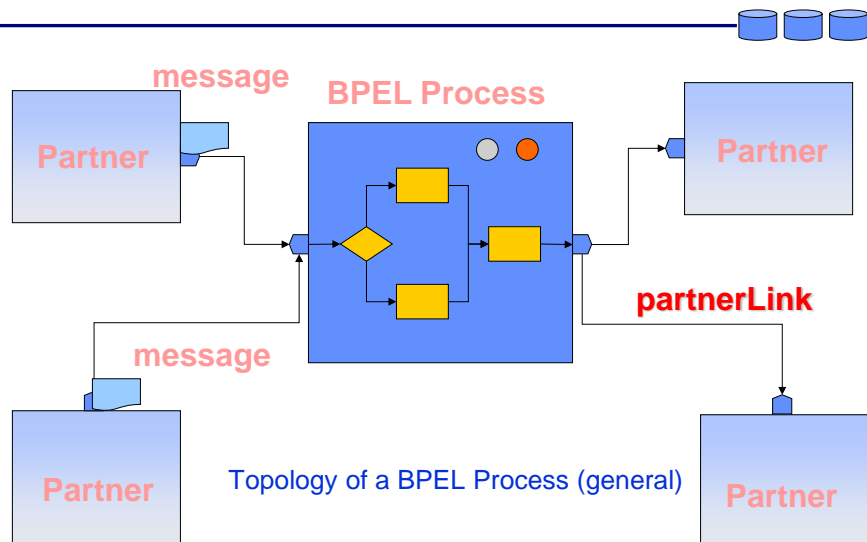 message
BPEL Process
Partner
Partner
partnerLink
message
Partner
Topology of a BPEL Process (general)
Partner